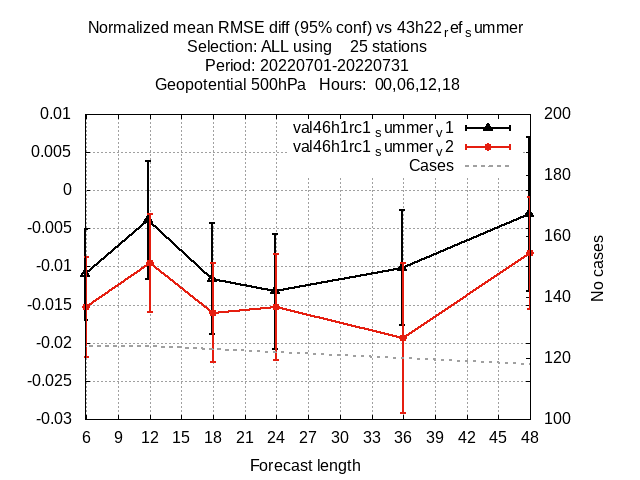 Normalized mean RMSE diff (95% conf) vs 43h22ᵣefₛummer
Selection: ALL using 25 stations
Period: 20220701-20220731
Geopotential 500hPa Hours: 00,06,12,18
0.01 200
val46h1rc1ₛummerᵥ1
val46h1rc1ₛummerᵥ2
0.005
Cases
180
0
-0.005 160
-0.01
No cases
-0.015 140
-0.02 120
-0.025
-0.03 100
6 9 12 15 18 21 24 27 30 33 36 39 42 45 48
Forecast length